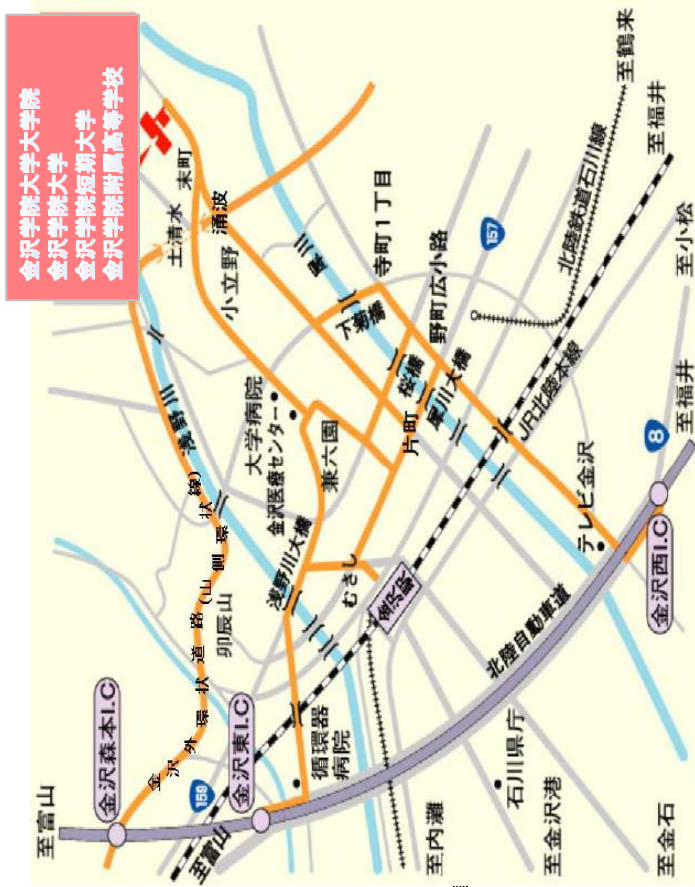 金沢学院大学大学院
金沢学院大学
金沢学院短期大学
金沢学院附属高等学校
末町
土清水
涌波
小立野
犀川
寺町1丁目
下菊橋
野町広小路
桜橋
犀川大橋
片町
157
北陸鉄道石川線
至鶴来
至福井
至小松
至福井
8
JR北陸本線
テレビ金沢
金沢西I.C
北陸自動車道
浅野川
大学病院
金沢医療センター
兼六園
浅野川大橋
むさし
金沢駅
金沢外環状道路(山側環状線)
卯辰山
金沢森本I.C
金沢東I.C
159
循環器
病院
至富山
至富山
至内灘
石川県庁
至金沢港
至金石